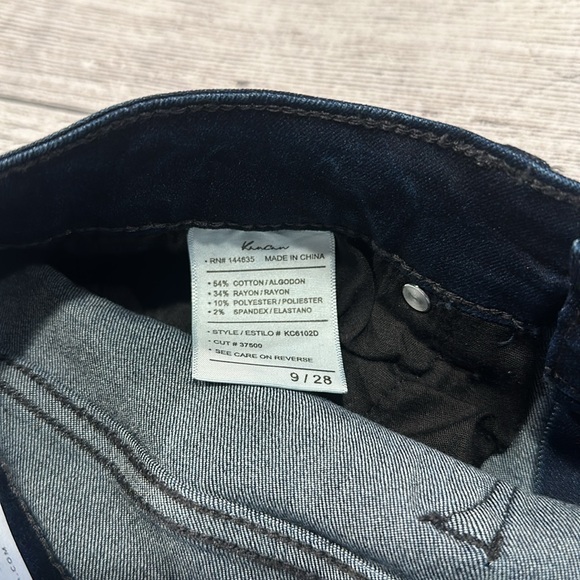 Kancan
• RN# 144635 MADE IN CHINA
• 54% COTTON / ALGODON
• 34% RAYON / RAYON
• 10% POLYESTER / POLIESTER
• 2% SPANDEX / ELASTANO
• STYLE / ESTILO # KC6102D
• CUT # 37500
• SEE CARE ON REVERSE
9 / 28